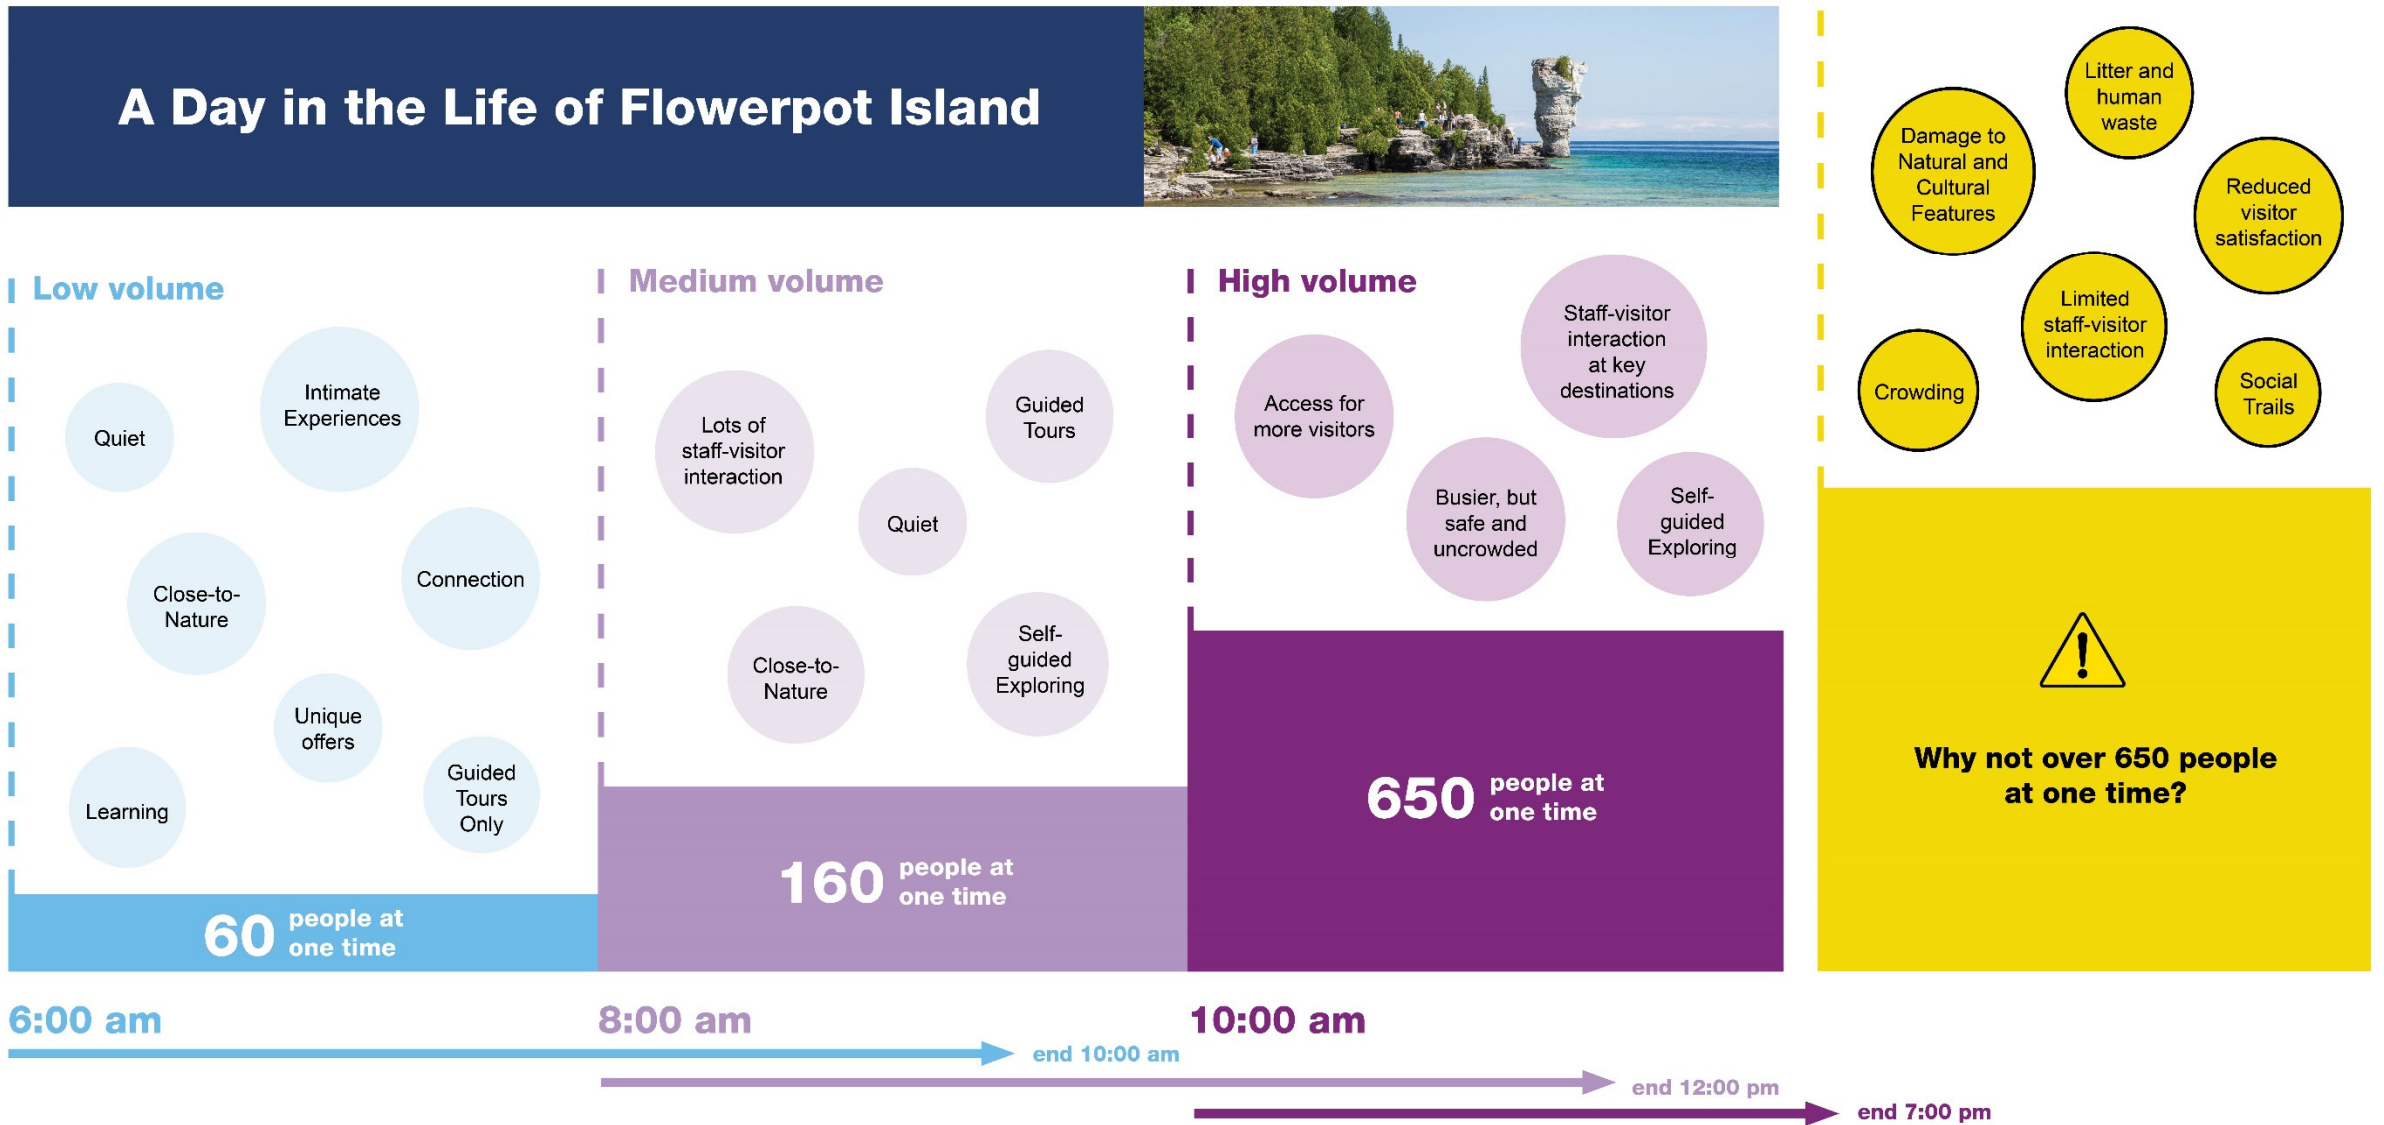 A Day in the Life of Flowerpot Island
Low volume
Quiet
Intimate
Experiences
Close-to-
Nature
Connection
Unique
offers
Learning
Guided
Tours
Only
60 people at
one time
Medium volume
Lots of
staff-visitor
interaction
Guided
Tours
Quiet
Close-to-
Nature
Self-
guided
Exploring
160 people at
one time
High volume
Access for
more visitors
Staff-visitor
interaction
at key
destinations
Busier, but
safe and
uncrowded
Self-
guided
Exploring
650 people at
one time
Litter and
human
waste
Damage to
Natural and
Cultural
Features
Reduced
visitor
satisfaction
Limited
staff-visitor
interaction
Crowding
Social
Trails
!
Why not over 650 people
at one time?
6:00 am
8:00 am
10:00 am
end 10:00 am
end 12:00 pm
end 7:00 pm